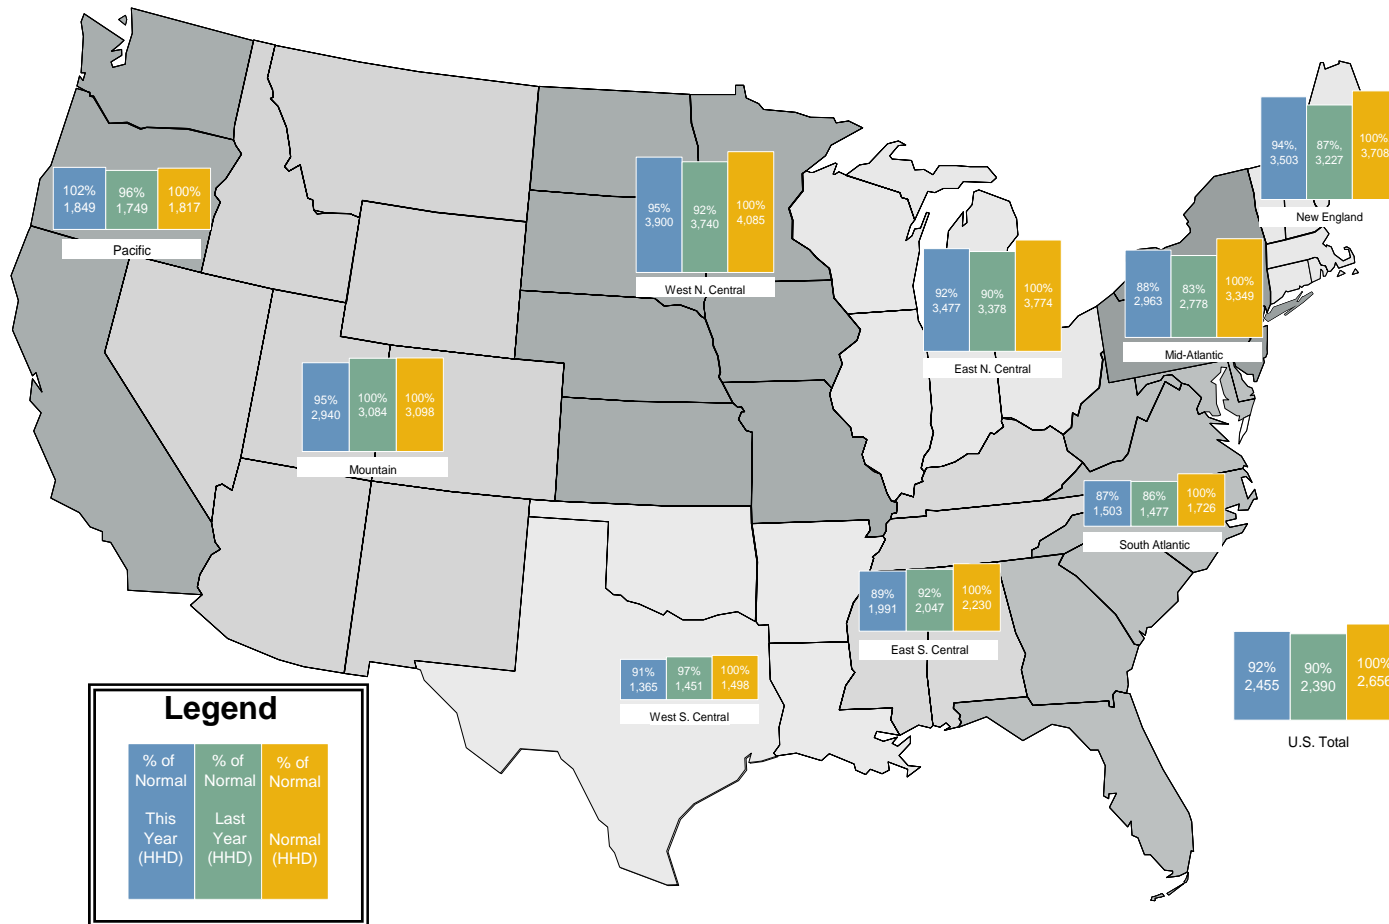 94%,
3,503
87%,
3,227
100%
3,708
New England
102%
1,849
96%
1,749
100%
1,817
Pacific
95%
3,900
92%
3,740
100%
4,085
West N. Central
92%
3,477
90%
3,378
100%
3,774
East N. Central
88%
2,963
83%
2,778
100%
3,349
Mid-Atlantic
95%
2,940
100%
3,084
100%
3,098
Mountain
87%
1,503
86%
1,477
100%
1,726
South Atlantic
89%
1,991
92%
2,047
100%
2,230
East S. Central
91%
1,365
97%
1,451
100%
1,498
West S. Central
92%
2,455
90%
2,390
100%
2,656
U.S. Total
Legend
% of
Normal
This
Year
(HHD)
% of
Normal
Last
Year
(HHD)
% of
Normal
Normal
(HHD)